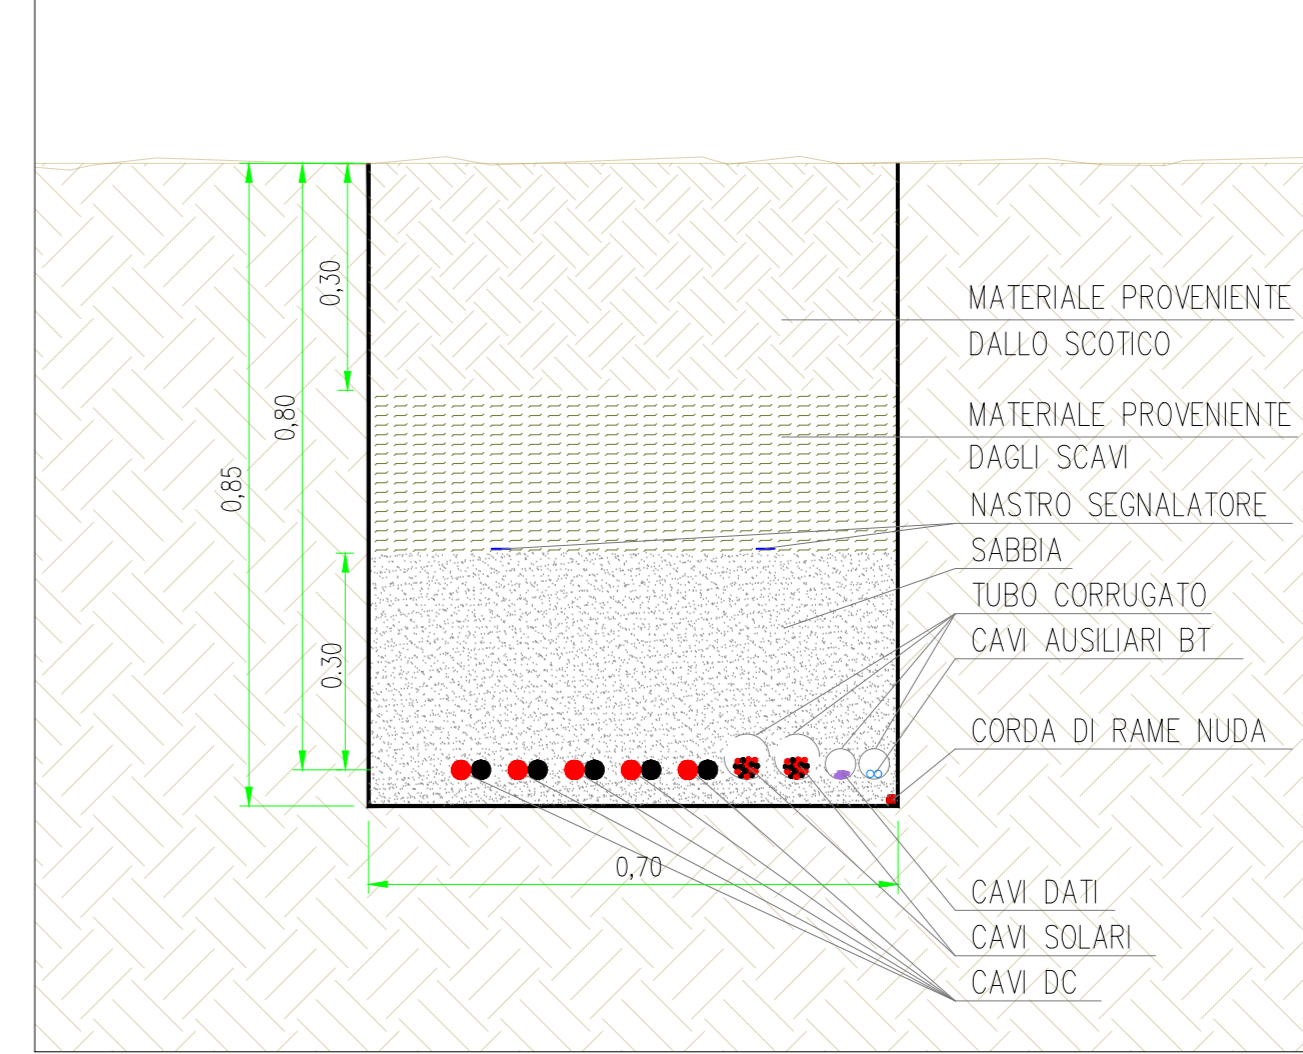 0,30
0,80
0,85
0.30
0,70
MATERIALE PROVENIENTE
DALLO SCOTICO
MATERIALE PROVENIENTE
DAGLI SCAVI
NASTRO SEGNALATORE
SABBIA
TUBO CORRUGATO
CAVI AUSILIARI BT
CORDA DI RAME NUDA
CAVI DATI
CAVI SOLARI
CAVI DC